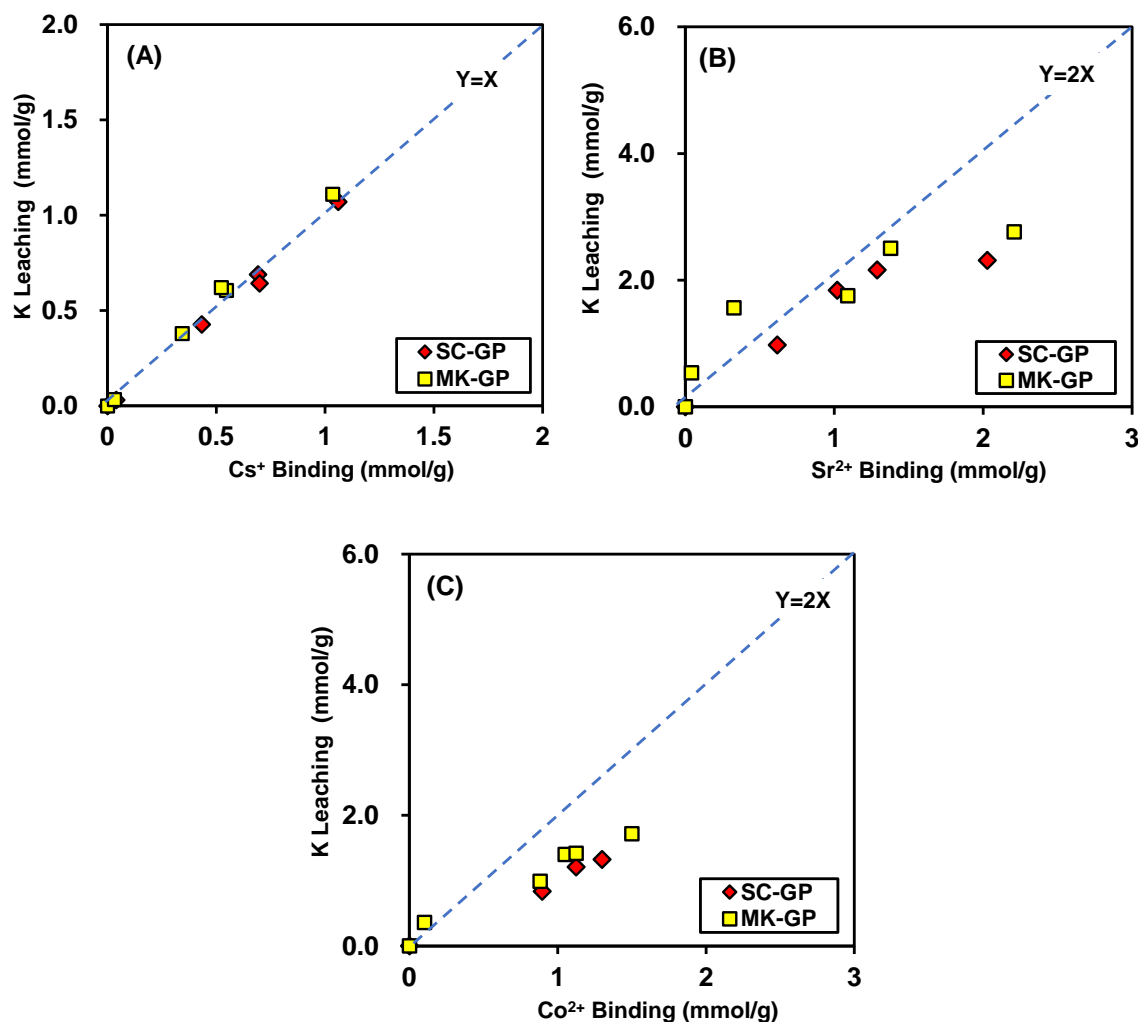 (A)
Y=X
2.0
1.5
1.0
0.5
0.0
K Leaching (mmol/g)
SC-GP
MK-GP
0 0.5 1 1.5 2
Cs⁺ Binding (mmol/g)
(B)
Y=2X
6.0
4.0
2.0
0.0
K Leaching (mmol/g)
SC-GP
MK-GP
0 1 2 3
Sr²⁺ Binding (mmol/g)
(C)
Y=2X
6.0
4.0
2.0
0.0
K Leaching (mmol/g)
SC-GP
MK-GP
0 1 2 3
Co²⁺ Binding (mmol/g)